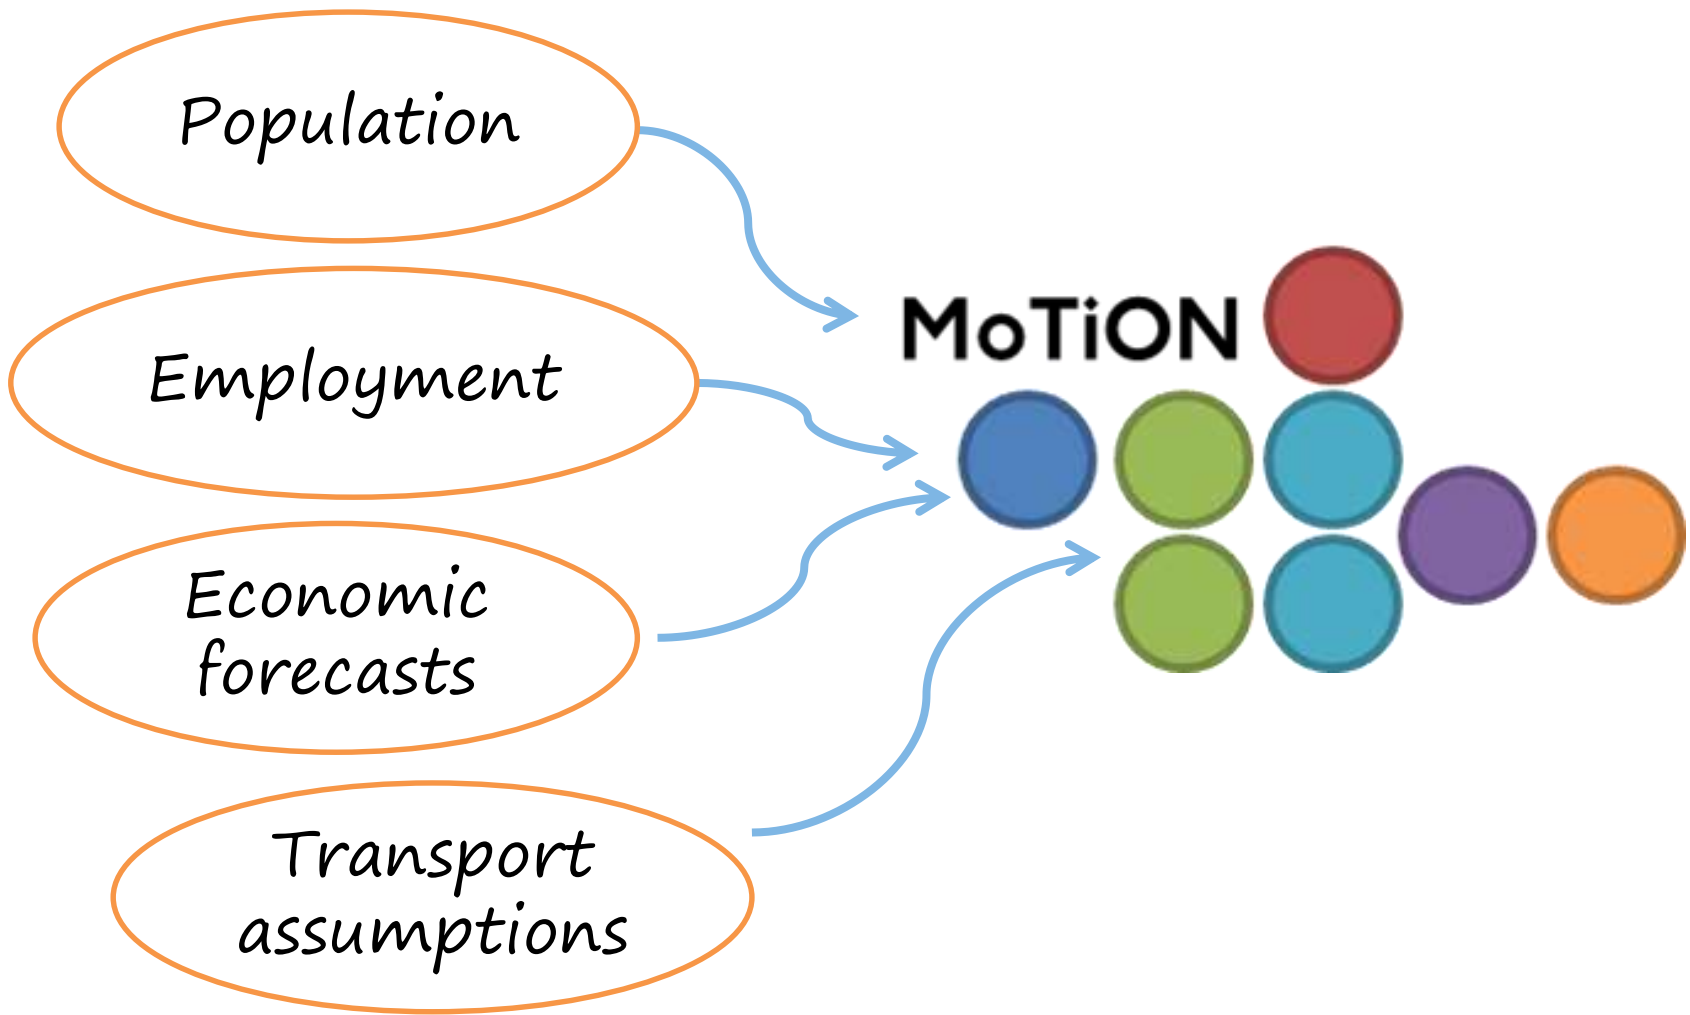 Population
Employment
Economic
forecasts
Transport
assumptions
MoTiON